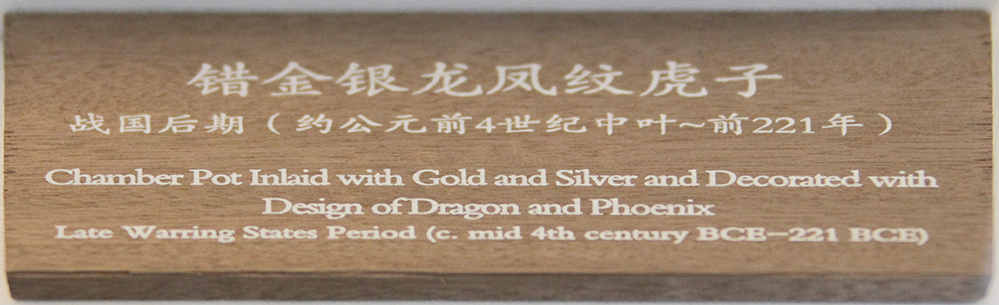 错金银龙凤纹虎子
战国后期（约公元前4世纪中叶~前221年）
Chamber Pot Inlaid with Gold and Silver and Decorated with
Design of Dragon and Phoenix
Late Warring States Period (c. mid 4th century BCE–221 BCE)